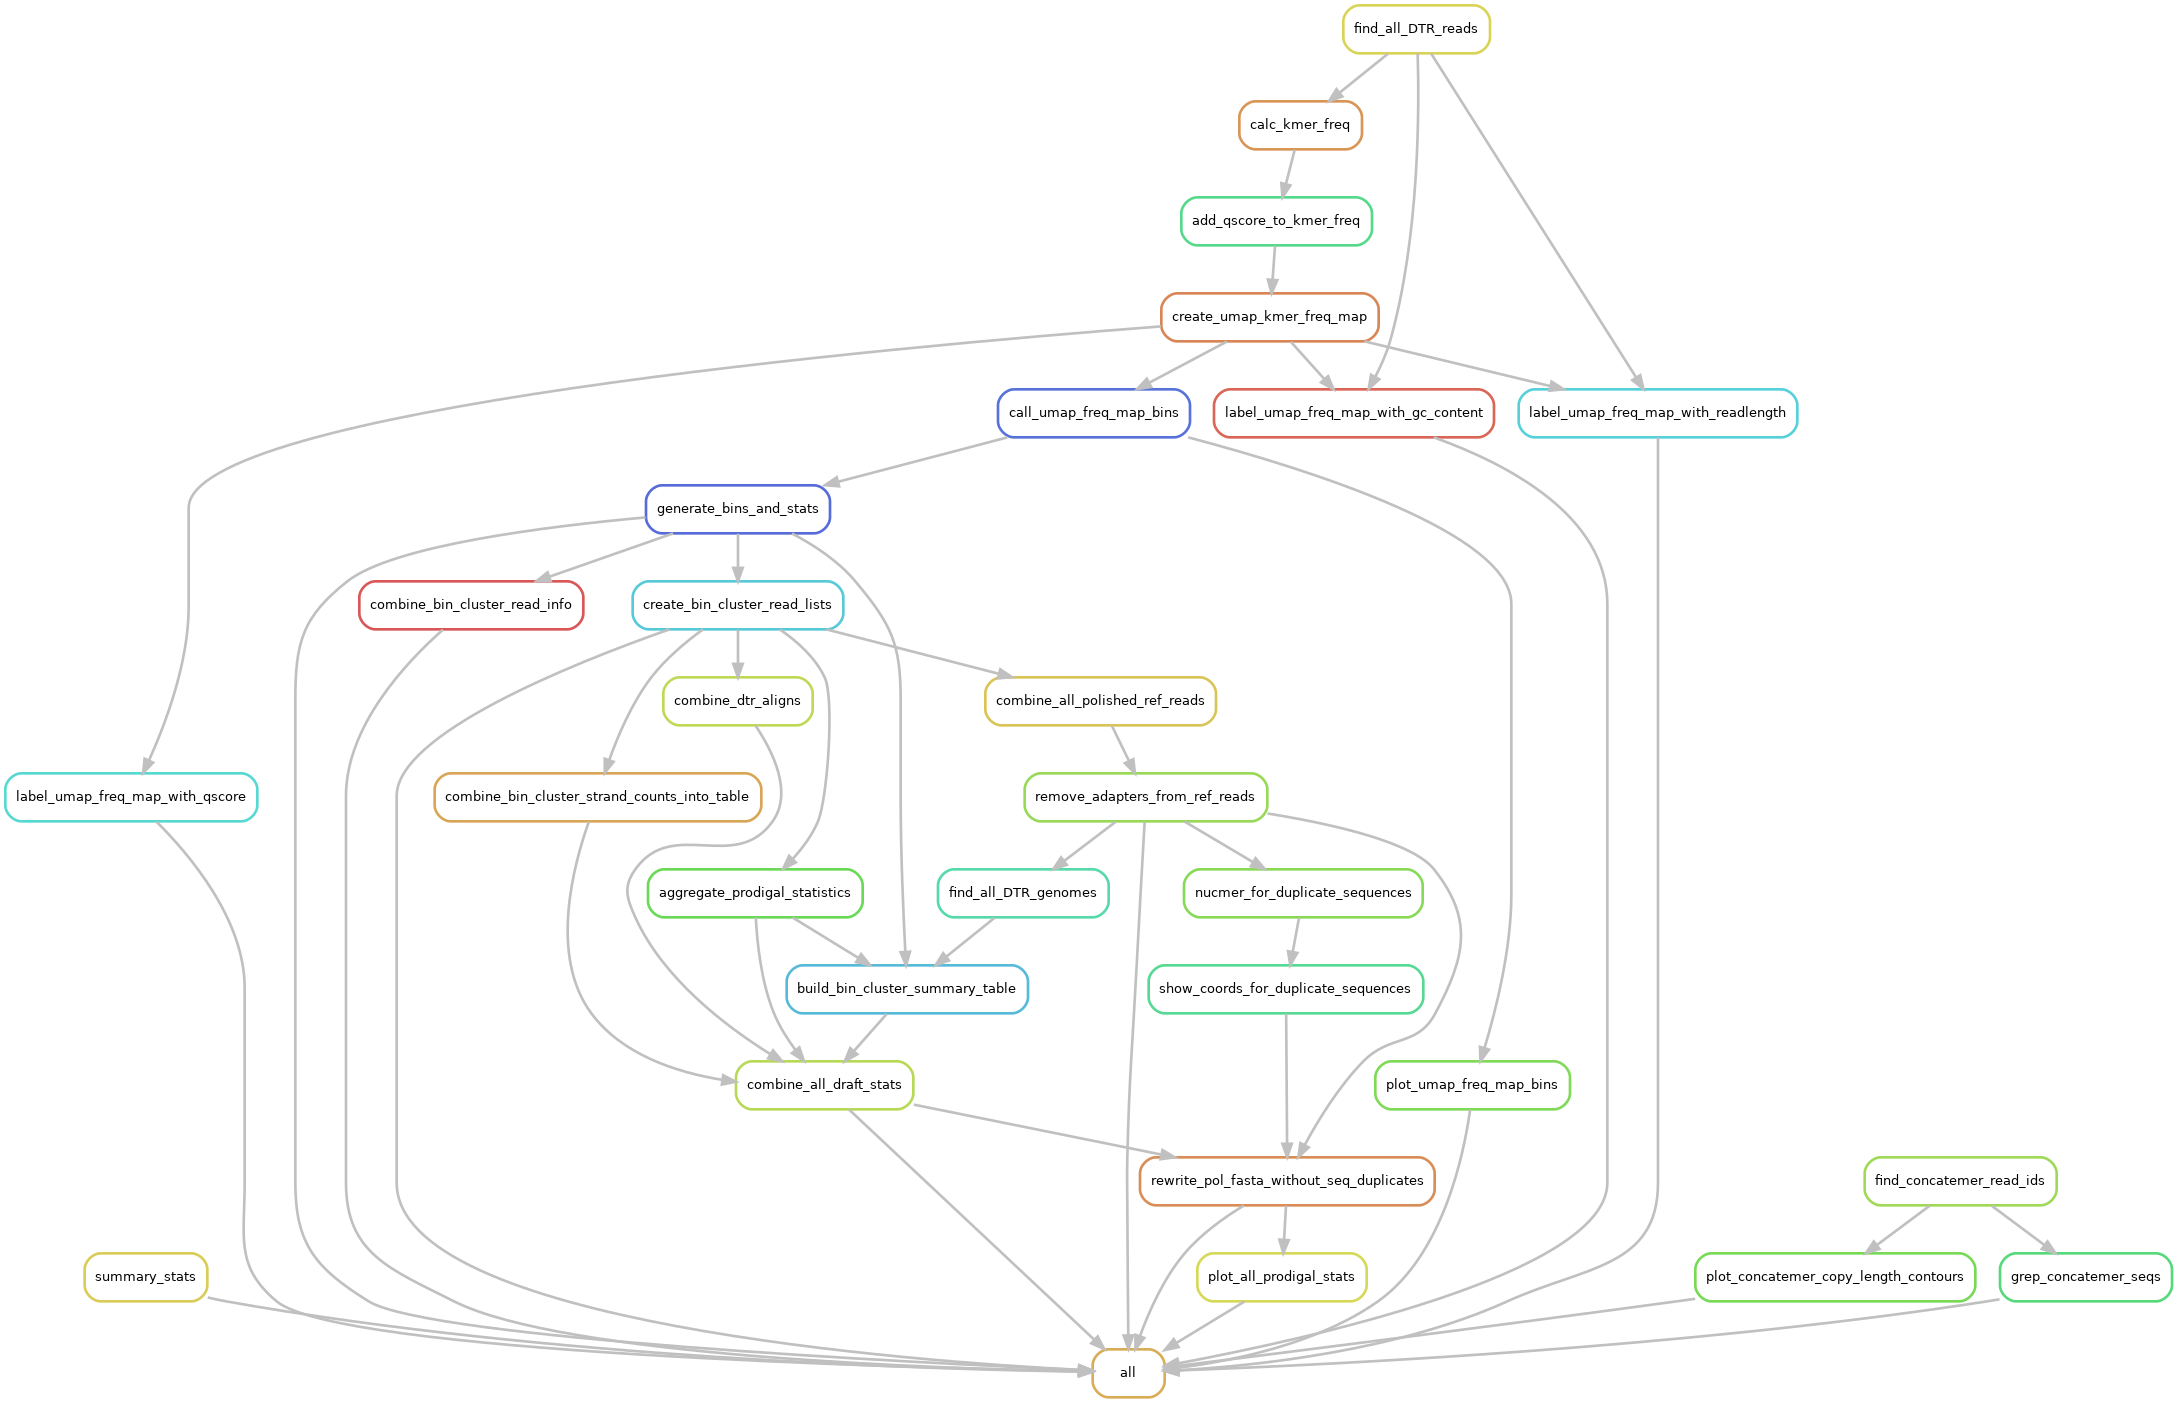 find_all_DTR_reads
calc_kmer_freq
add_qscore_to_kmer_freq
create_umap_kmer_freq_map
call_umap_freq_map_bins
label_umap_freq_map_with_gc_content
label_umap_freq_map_with_readlength
generate_bins_and_stats
combine_bin_cluster_read_info
create_bin_cluster_read_lists
combine_dtr_aligns
combine_all_polished_ref_reads
label_umap_freq_map_with_qscore
combine_bin_cluster_strand_counts_into_table
remove_adapters_from_ref_reads
aggregate_prodigal_statistics
find_all_DTR_genomes
nucmer_for_duplicate_sequences
build_bin_cluster_summary_table
show_coords_for_duplicate_sequences
combine_all_draft_stats
plot_umap_freq_map_bins
rewrite_pol_fasta_without_seq_duplicates
find_concatemer_read_ids
summary_stats
plot_all_prodigal_stats
plot_concatemer_copy_length_contours
grep_concatemer_seqs
all